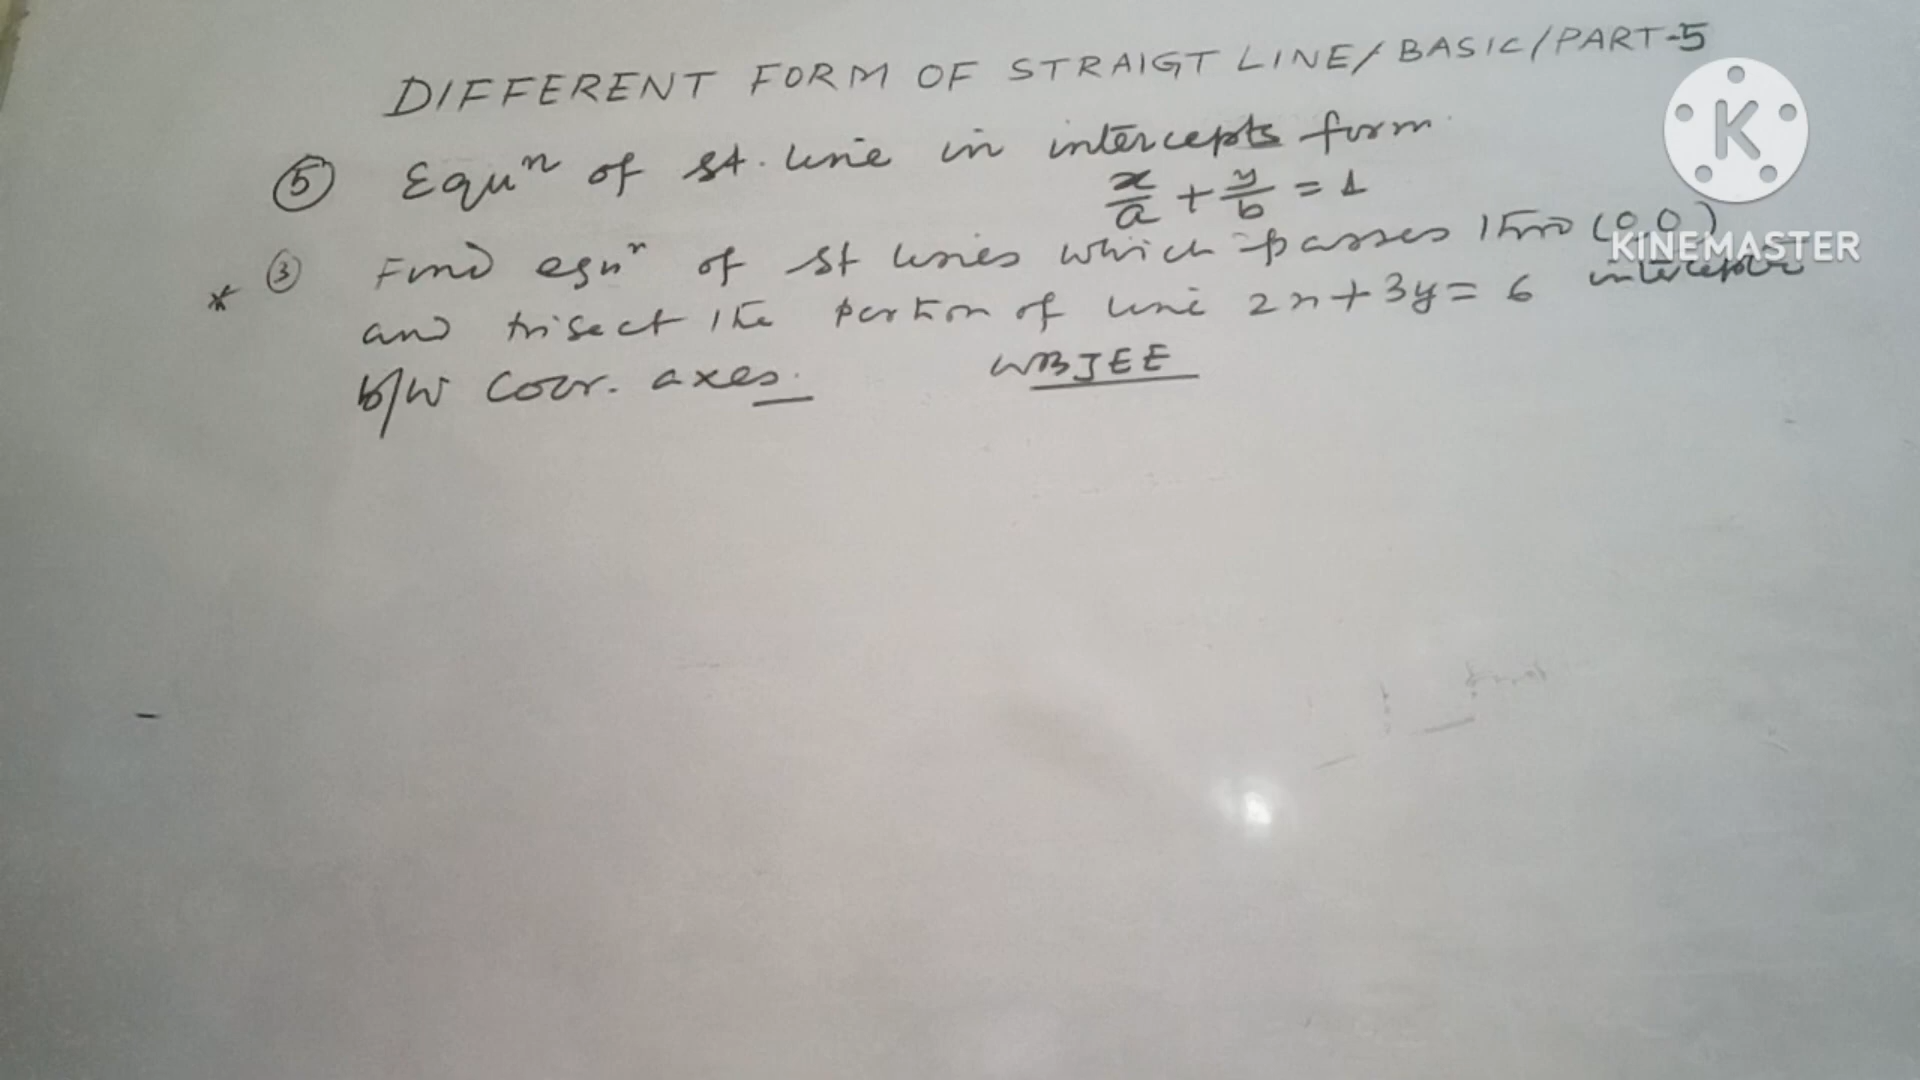 DIFFERENT FORM OF STRAIGT LINE/BASIC/PART-5
K
KINEMASTER
⑤ Equⁿ of st. line in intercepts form
x/a + y/b = 1
* ③ Find equⁿ of st lines which passes thro (0,0)
and trisect the portion of line 2x+3y=6
b/w coor. axes. WBJEE